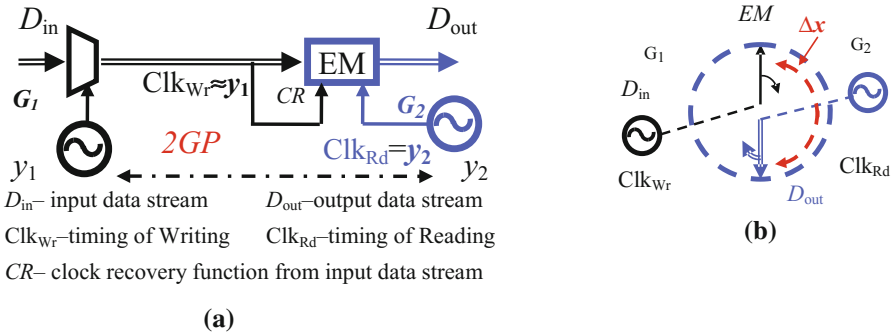 D_in D_out
EM
G_1 Clk_Wr≈y_1 CR G_2
2GP Clk_Rd=y_2
y_1 y_2
D_in– input data stream D_out–output data stream
Clk_Wr–timing of Writing Clk_Rd–timing of Reading
CR– clock recovery function from input data stream
(a)
EM
Δx
G_1 G_2
D_in
Clk_Wr Clk_Rd
D_out
(b)